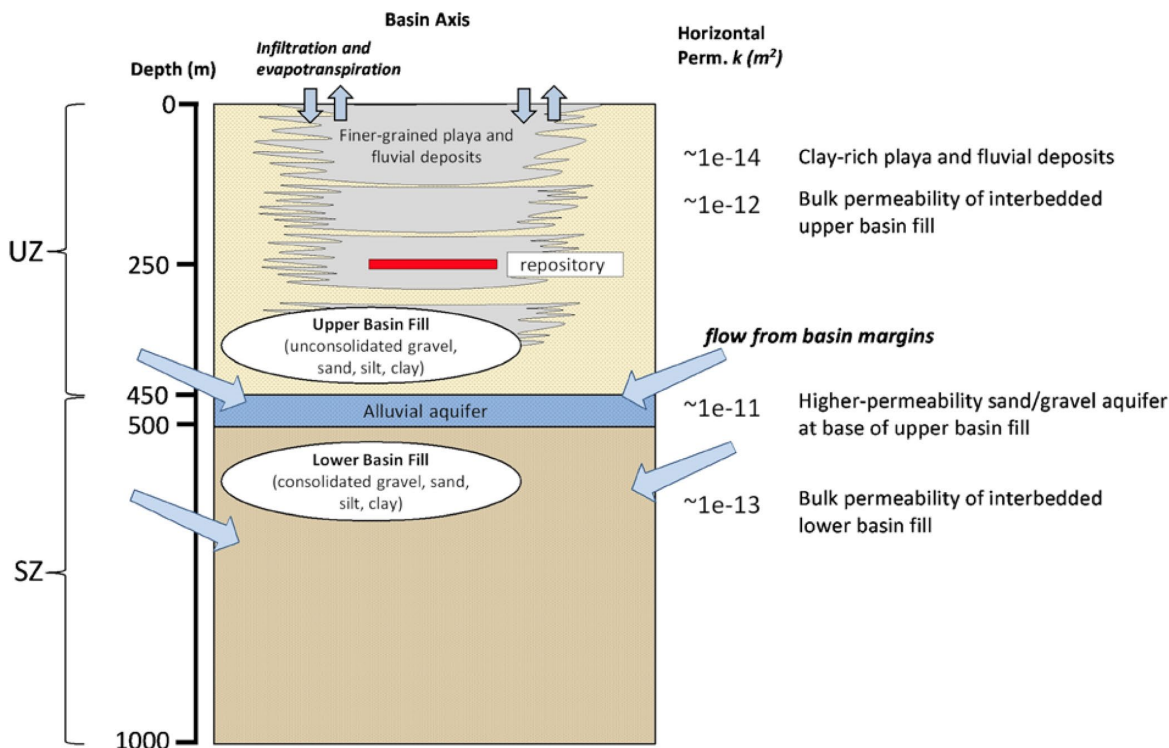 Basin Axis
Horizontal
Perm. k (m²)
Infiltration and
evapotranspiration
Depth (m)
0
Finer-grained playa and
fluvial deposits
~1e-14 Clay-rich playa and fluvial deposits
~1e-12 Bulk permeability of interbedded
upper basin fill
UZ
250
repository
Upper Basin Fill
(unconsolidated gravel,
sand, silt, clay)
flow from basin margins
450
Alluvial aquifer
~1e-11 Higher-permeability sand/gravel aquifer
at base of upper basin fill
500
Lower Basin Fill
(consolidated gravel, sand,
silt, clay)
~1e-13 Bulk permeability of interbedded
lower basin fill
SZ
1000